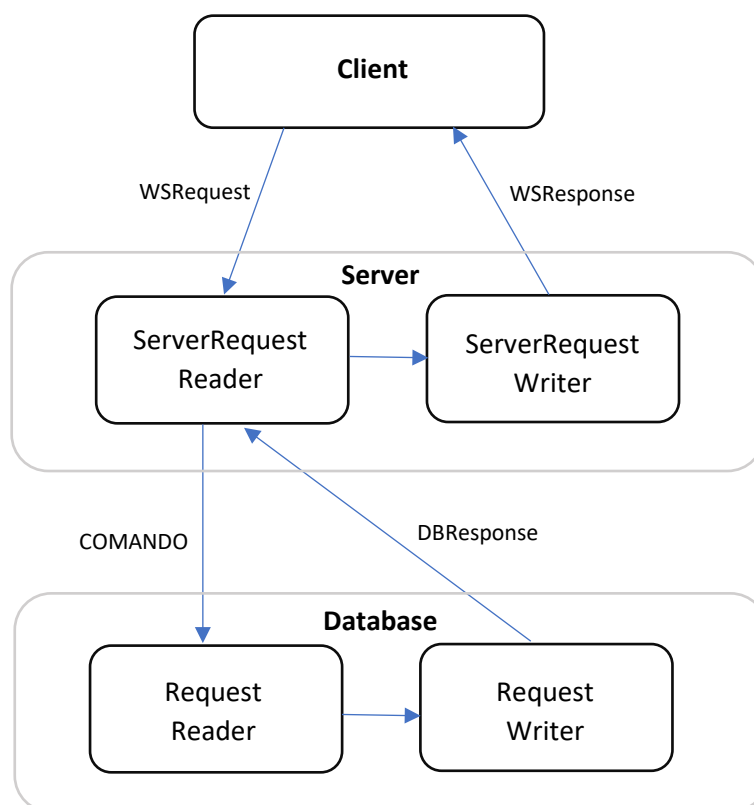 Client
WSRequest
WSResponse
Server
ServerRequest
Reader
ServerRequest
Writer
COMANDO
DBResponse
Database
Request
Reader
Request
Writer